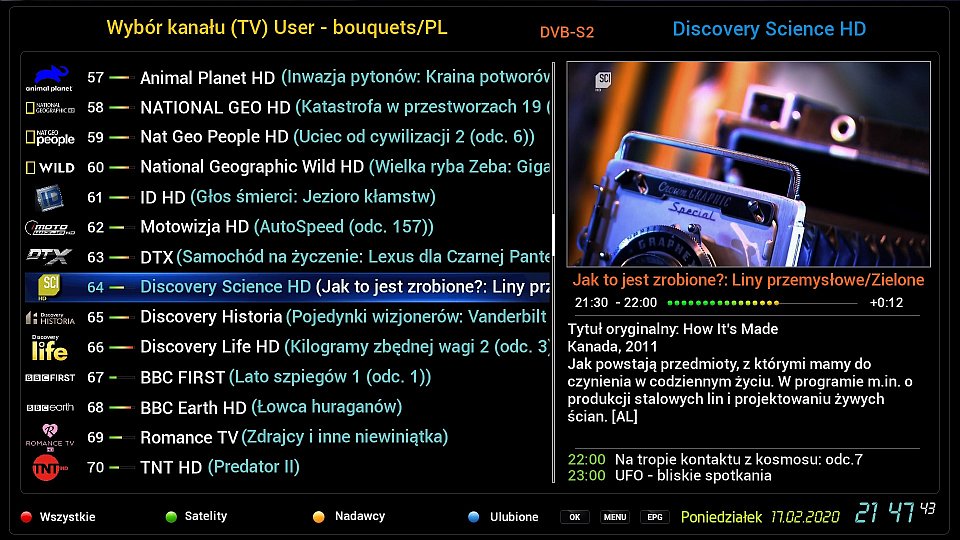 Wybór kanału (TV) User - bouquets/PL
DVB-S2
Discovery Science HD
animal planet 57 Animal Planet HD (Inwazja pytonów: Kraina potworów
NATIONAL GEOGRAPHIC HD 58 NATIONAL GEO HD (Katastrofa w przestworzach 19 (
NAT GEO people 59 Nat Geo People HD (Uciec od cywilizacji 2 (odc. 6))
WILD 60 National Geographic Wild HD (Wielka ryba Zeba: Giga
ID 61 ID HD (Głos śmierci: Jezioro kłamstw)
MOTO 62 Motowizja HD (AutoSpeed (odc. 157))
DTX 63 DTX (Samochód na życzenie: Lexus dla Czarnej Pante
SCI HD 64 Discovery Science HD (Jak to jest zrobione?: Liny prz
Discovery HISTORIA 65 Discovery Historia (Pojedynki wizjonerów: Vanderbilt
Discovery life 66 Discovery Life HD (Kilogramy zbędnej wagi 2 (odc. 3)
BBC FIRST 67 BBC FIRST (Lato szpiegów 1 (odc. 1))
BBC earth 68 BBC Earth HD (Łowca huraganów)
ROMANCE TV HD 69 Romance TV (Zdrajcy i inne niewiniątka)
TNT HD 70 TNT HD (Predator II)
SCI HD
Crown GRAPHIC
Special
GRAPHIC
Jak to jest zrobione?: Liny przemysłowe/Zielone
21:30 - 22:00 +0:12
Tytuł oryginalny: How It's Made
Kanada, 2011
Jak powstają przedmioty, z którymi mamy do
czynienia w codziennym życiu. W programie m.in. o
produkcji stalowych lin i projektowaniu żywych
ścian. [AL]
22:00 Na tropie kontaktu z kosmosu: odc.7
23:00 UFO - bliskie spotkania
Wszystkie Satelity Nadawcy Ulubione OK MENU EPG Poniedziałek 17.02.2020 21 47 43